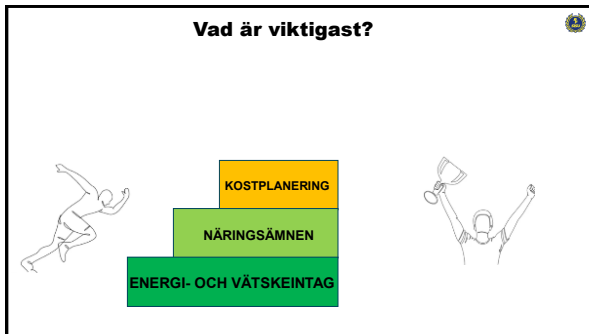 Vad är viktigast?
KOSTPLANERING
NÄRINGSÄMNEN
ENERGI- OCH VÄTSKEINTAG